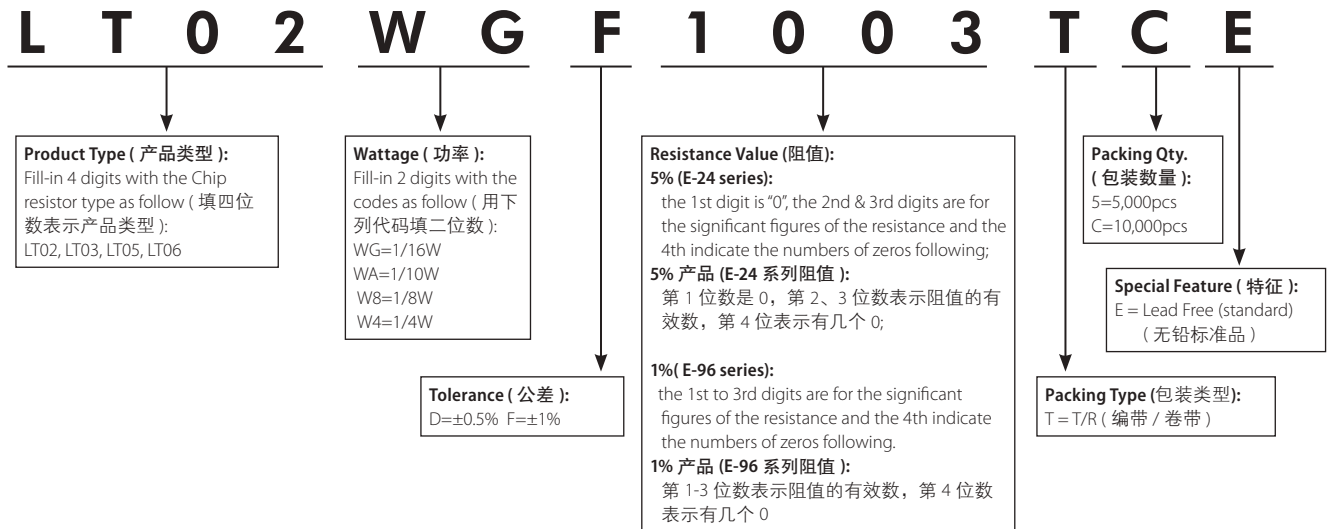 L T 0 2 W G F 1 0 0 3 T C E
Product Type ( 产品类型 ):
Fill-in 4 digits with the Chip
resistor type as follow ( 填四位
数表示产品类型 ):
LT02, LT03, LT05, LT06
Wattage ( 功率 ):
Fill-in 2 digits with the
codes as follow ( 用下
列代码填二位数 ):
WG=1/16W
WA=1/10W
W8=1/8W
W4=1/4W
Tolerance ( 公差 ):
D=±0.5% F=±1%
Resistance Value (阻值):
5% (E-24 series):
the 1st digit is "0", the 2nd & 3rd digits are for
the significant figures of the resistance and the
4th indicate the numbers of zeros following;
5% 产品 (E-24 系列阻值 ):
第 1 位数是 0，第 2、3 位数表示阻值的有
效数，第 4 位表示有几个 0;
1%( E-96 series):
the 1st to 3rd digits are for the significant
figures of the resistance and the 4th indicate
the numbers of zeros following.
1% 产品 (E-96 系列阻值 ):
第 1-3 位数表示阻值的有效数，第 4 位数
表示有几个 0
Packing Qty.
( 包装数量 ):
5=5,000pcs
C=10,000pcs
Special Feature ( 特征 ):
E = Lead Free (standard)
( 无铅标准品 )
Packing Type (包装类型):
T = T/R ( 编带 / 卷带 )